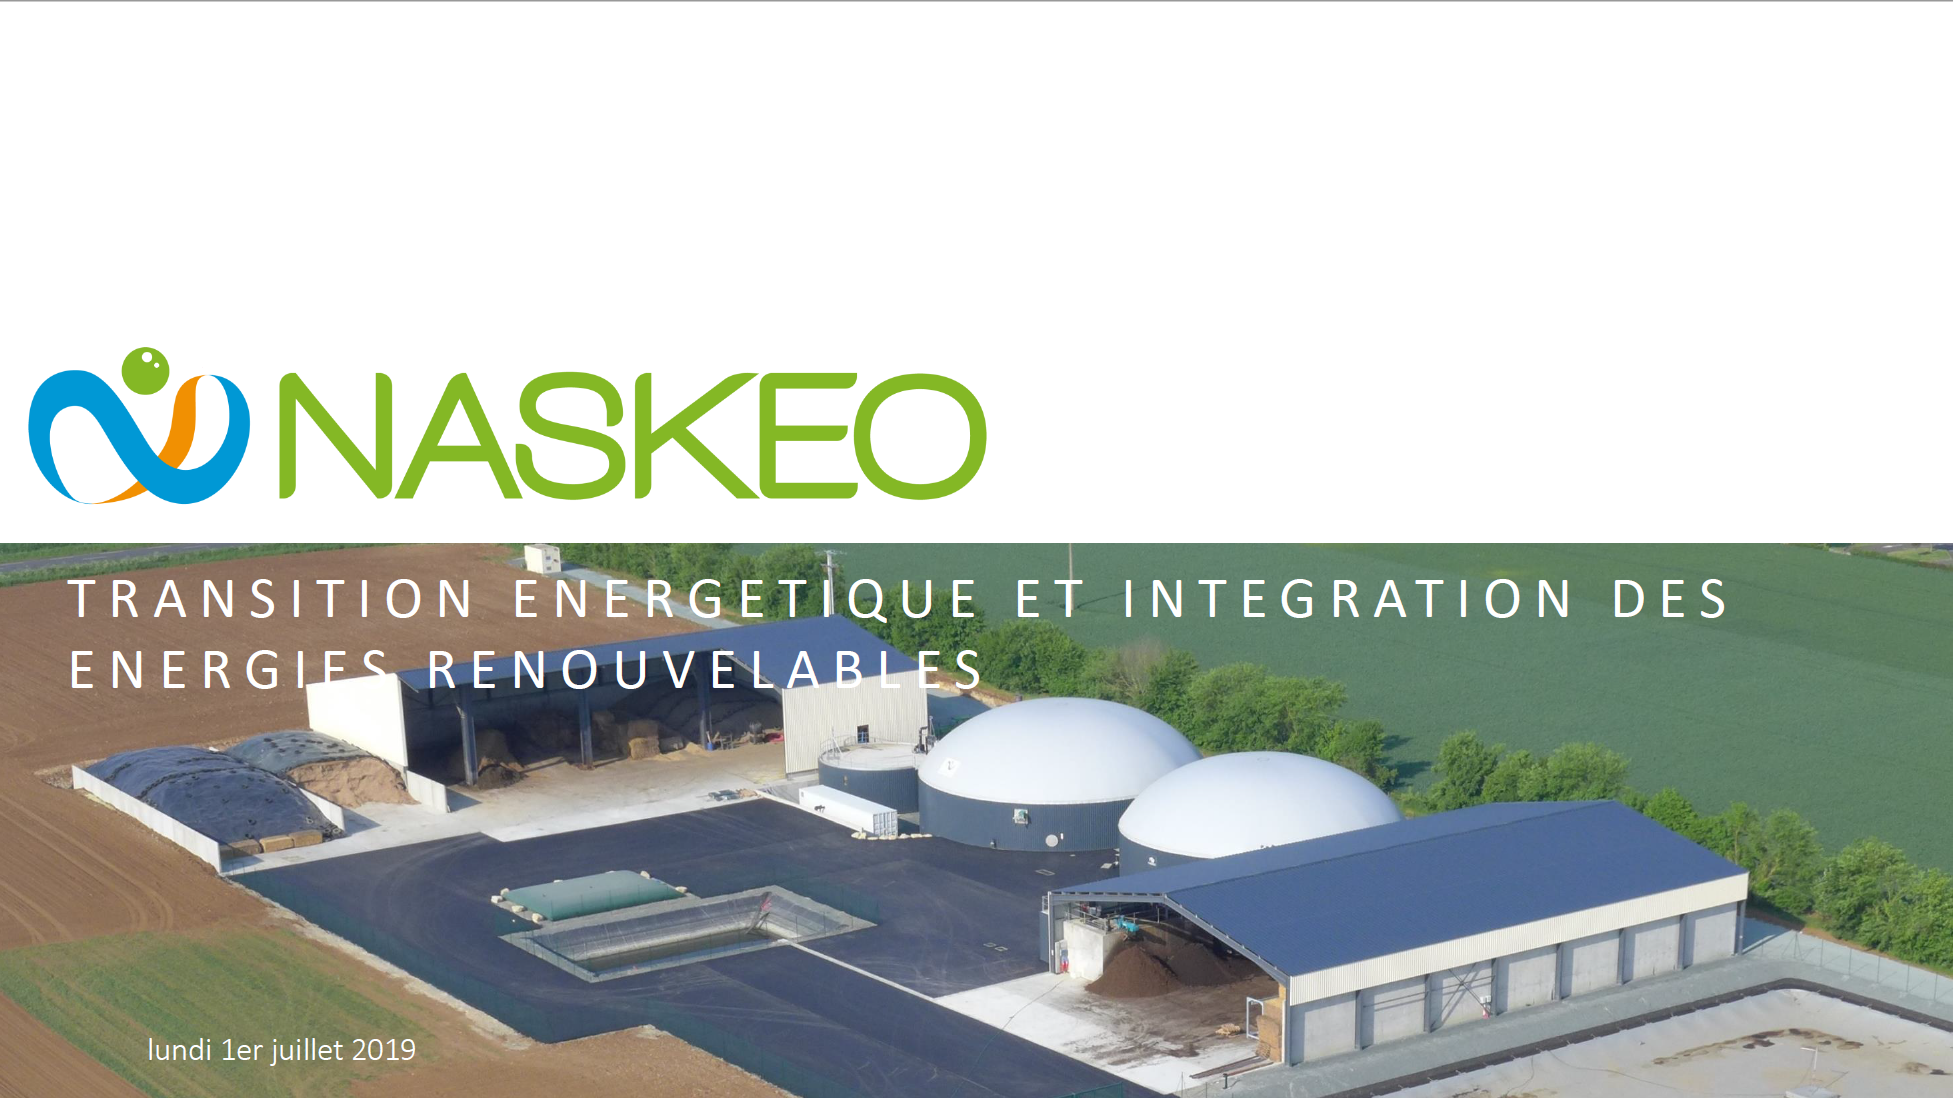 NASKEO
TRANSITION ENERGETIQUE ET INTEGRATION DES
ENERGIES RENOUVELABLES
lundi 1er juillet 2019